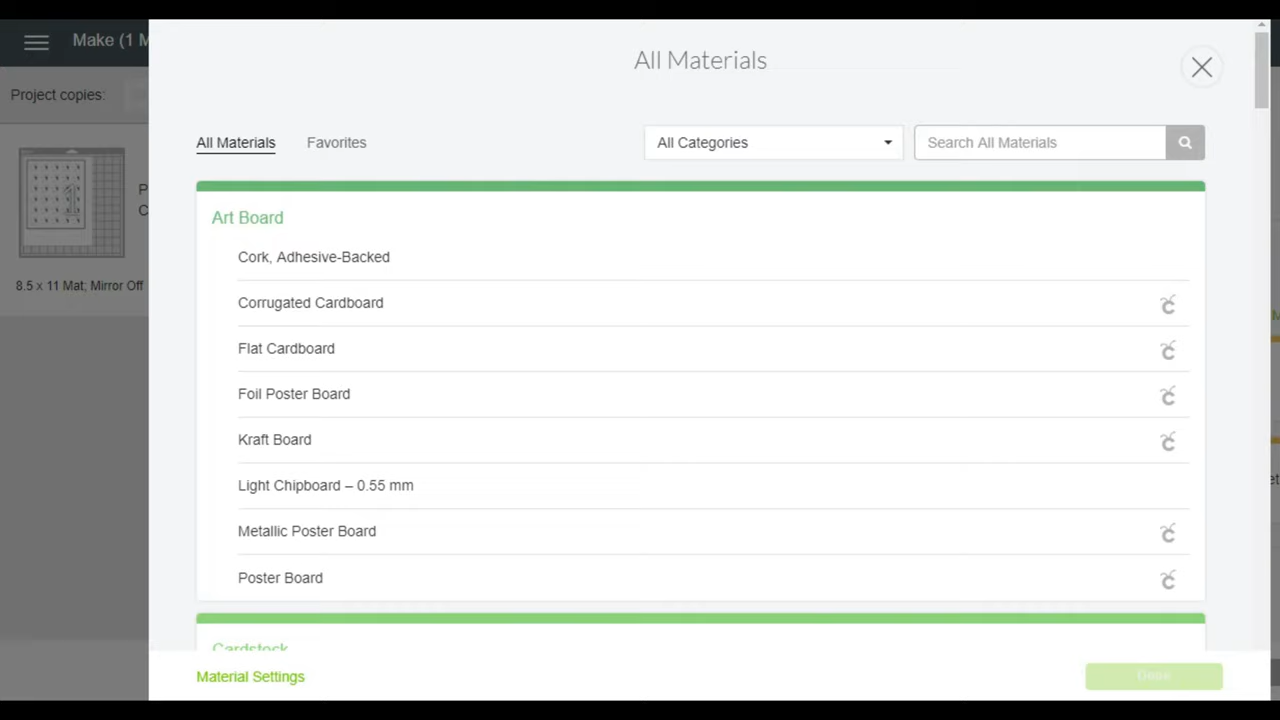 Make (1 M
All Materials
Project copies:
All Materials
Favorites
All Categories
Search All Materials
Art Board
Cork, Adhesive-Backed
Corrugated Cardboard
Flat Cardboard
Foil Poster Board
Kraft Board
Light Chipboard – 0.55 mm
Metallic Poster Board
Poster Board
Cardstock
8.5 x 11 Mat; Mirror Off
Material Settings
Done